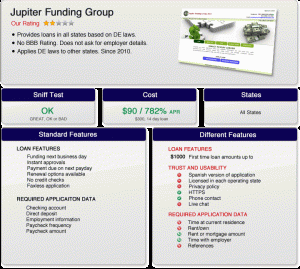 Jupiter Funding Group
Our Rating
Provides loans in all states based on DE laws.
No BBB Rating. Does not ask for employer details.
Applies DE laws to other states. Since 2010.
Sniff Test
OK
GREAT, OK or BAD
Cost
$90 / 782% APR
$300, 14 day loan
States
All States
Standard Features
LOAN FEATURES
Funding next business day
Instant approvals
Payment due on next payday
Renewal options available
No credit checks
Faxless application
REQUIRED APPLICAITON DATA
Checking account
Direct deposit
Employment information
Paycheck frequency
Paycheck amount
Different Features
LOAN FEATURES
$1000 First time loan amounts up to
TRUST AND USABILITY
Spanish version of application
Licensed in each operating state
Privacy policy
HTTPS
Phone contact
Live chat
REQUIRED APPLICATION DATA
Time at current residence
Rent/own
Rent or mortgage amount
Time with employer
References